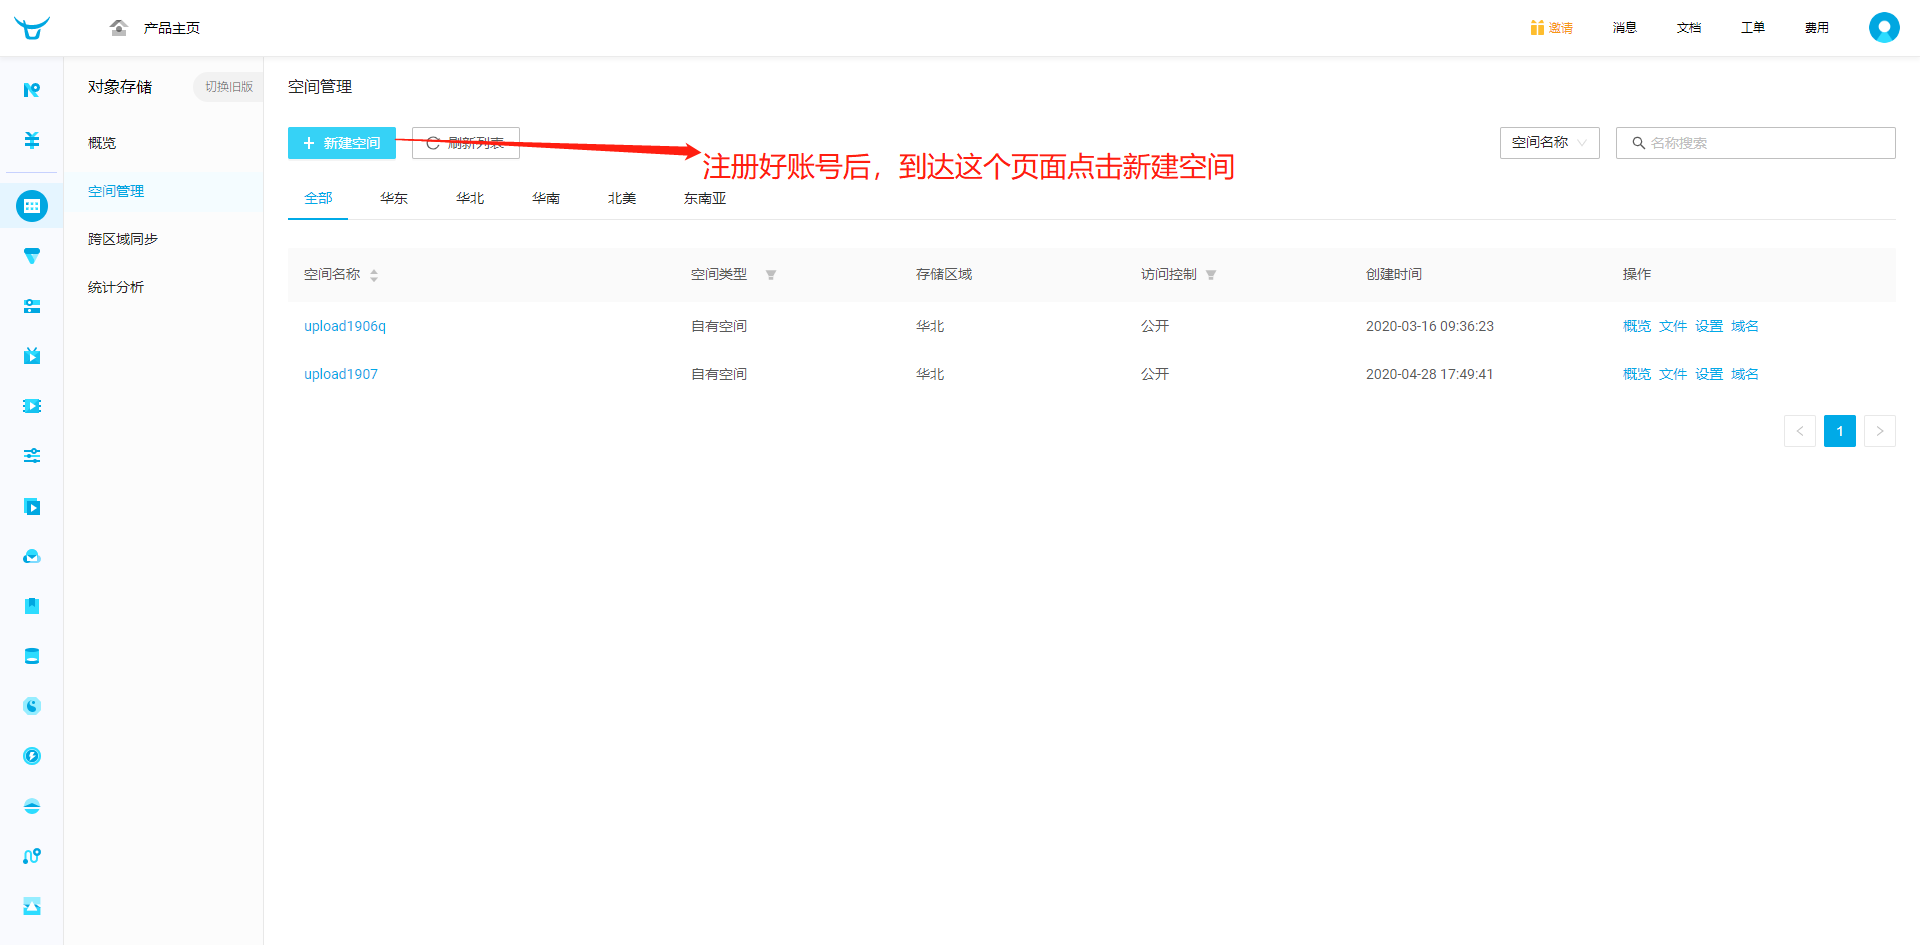 产品主页
邀请
消息
文档
工单
费用
对象存储
切换旧版
概览
空间管理
跨区域同步
统计分析
空间管理
新建空间
刷新列表
注册好账号后，到达这个页面点击新建空间
空间名称
名称搜索
全部 华东 华北 华南 北美 东南亚
空间名称 空间类型 存储区域 访问控制 创建时间 操作
upload1906q 自有空间 华北 公开 2020-03-16 09:36:23 概览 文件 设置 域名
upload1907 自有空间 华北 公开 2020-04-28 17:49:41 概览 文件 设置 域名
< 1 >